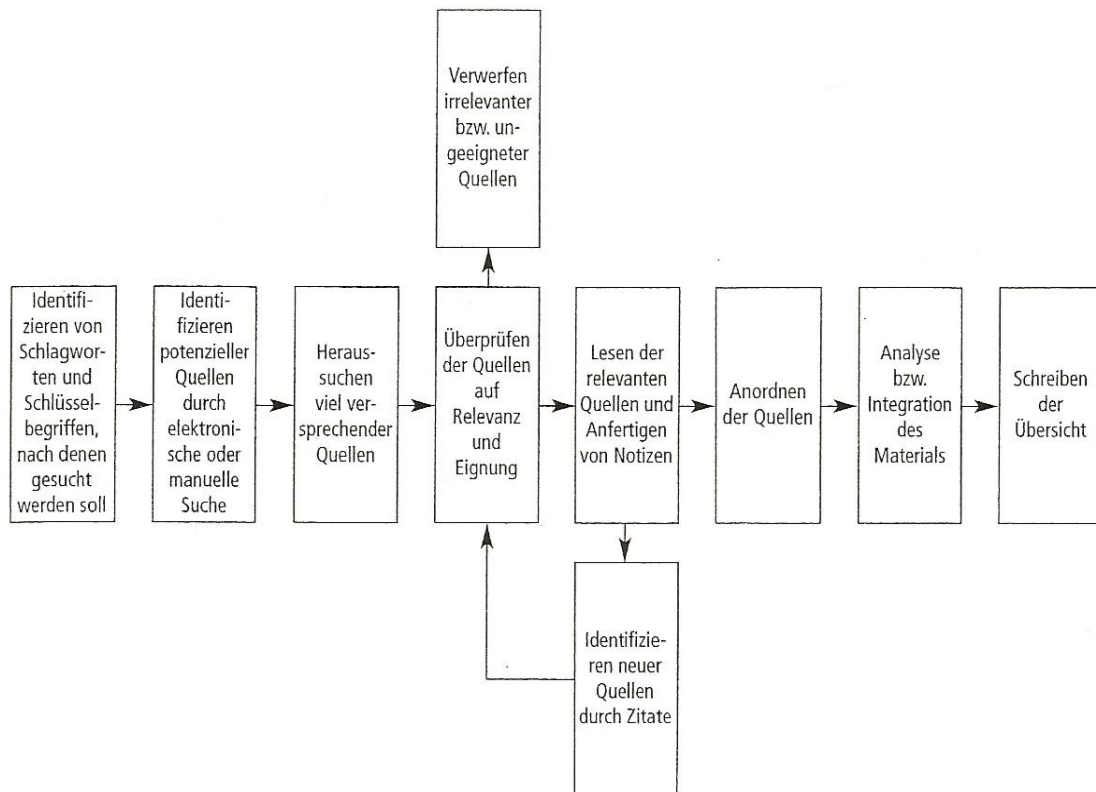 Verwerfen
irrelevanter
bzw. un-
geeigneter
Quellen
Identifi-
zieren von
Schlagwor-
ten und
Schlüssel-
begriffen,
nach denen
gesucht
werden soll
Identi-
fizieren
potenzieller
Quellen
durch
elektroni-
sche oder
manuelle
Suche
Heraus-
suchen
viel ver-
sprechender
Quellen
Überprüfen
der Quellen
auf
Relevanz
und
Eignung
Lesen der
relevanten
Quellen und
Anfertigen
von Notizen
Anordnen
der Quellen
Analyse
bzw.
Integration
des
Materials
Schreiben
der
Übersicht
Identifizie-
ren neuer
Quellen
durch Zitate